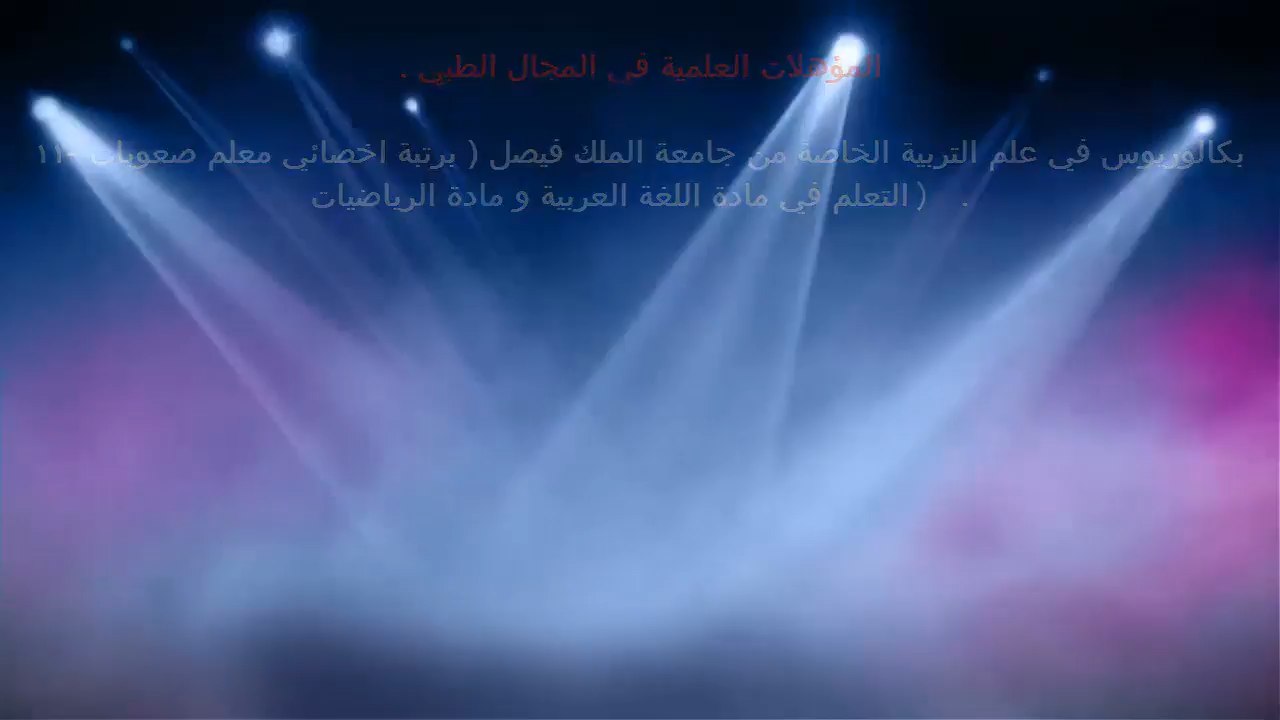 المؤهلات العلمية في المجال الطبي .
بكالوريوس في علم التربية الخاصة من جامعة الملك فيصل ( برتبة اخصائي معلم صعوبات -١١
. ( التعلم في مادة اللغة العربية و مادة الرياضيات